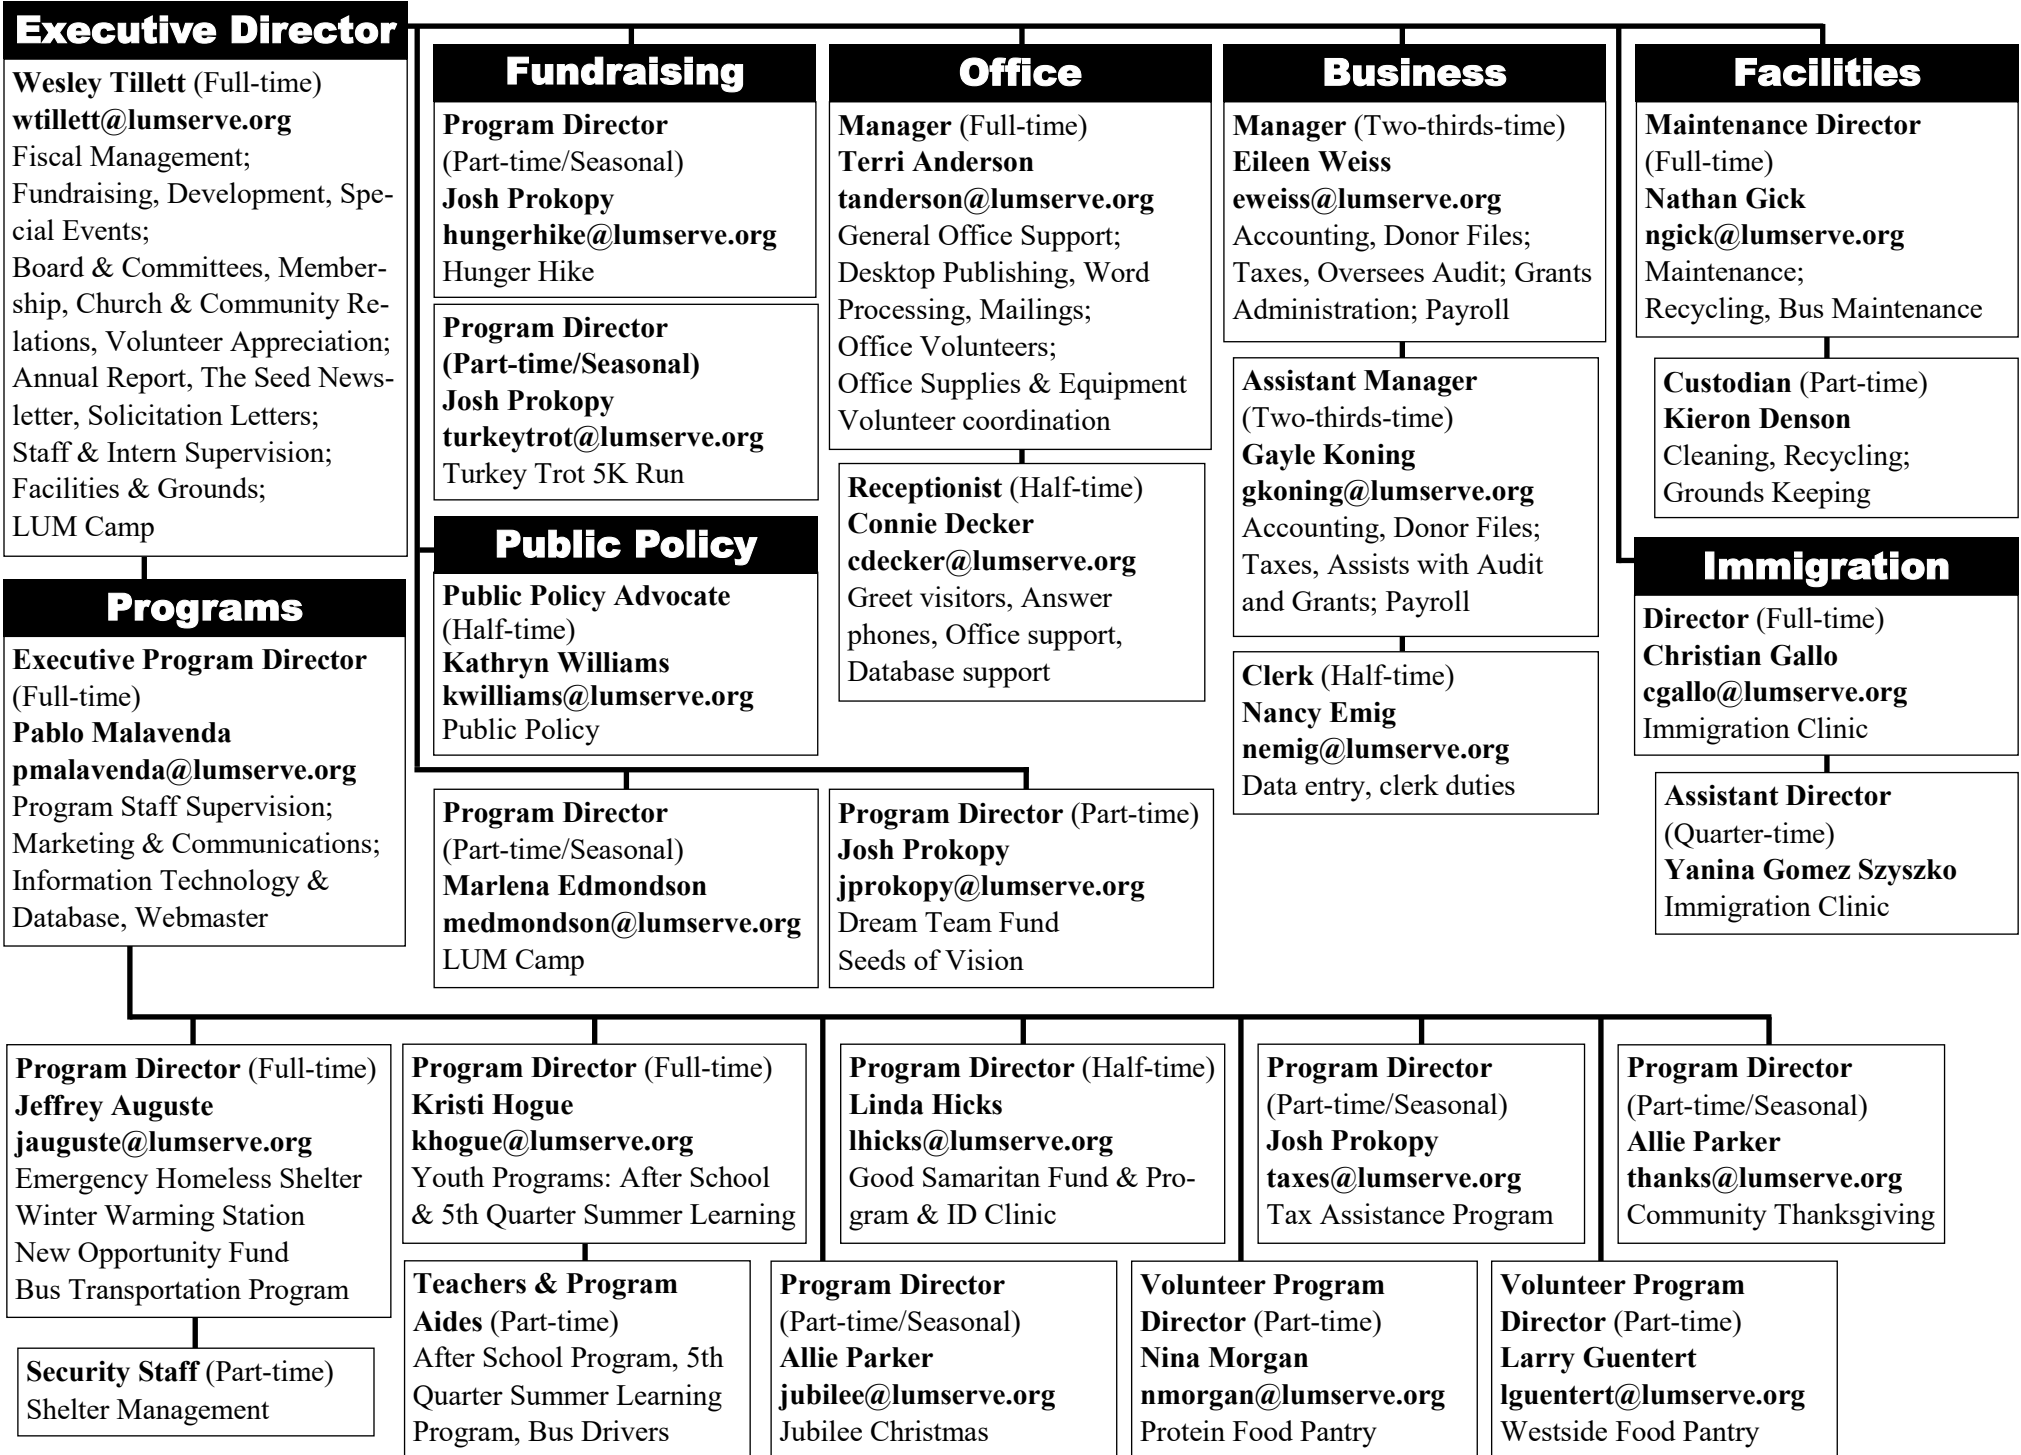 Executive Director
Wesley Tillett (Full-time)
wtillett@lumserve.org
Fiscal Management;
Fundraising, Development, Spe-
cial Events;
Board & Committees, Member-
ship, Church & Community Re-
lations, Volunteer Appreciation;
Annual Report, The Seed News-
letter, Solicitation Letters;
Staff & Intern Supervision;
Facilities & Grounds;
LUM Camp
Fundraising
Program Director
(Part-time/Seasonal)
Josh Prokopy
hungerhike@lumserve.org
Hunger Hike
Program Director
(Part-time/Seasonal)
Josh Prokopy
turkeytrot@lumserve.org
Turkey Trot 5K Run
Office
Manager (Full-time)
Terri Anderson
tanderson@lumserve.org
General Office Support;
Desktop Publishing, Word
Processing, Mailings;
Office Volunteers;
Office Supplies & Equipment
Volunteer coordination
Receptionist (Half-time)
Connie Decker
cdecker@lumserve.org
Greet visitors, Answer
phones, Office support,
Database support
Business
Manager (Two-thirds-time)
Eileen Weiss
eweiss@lumserve.org
Accounting, Donor Files;
Taxes, Oversees Audit; Grants
Administration; Payroll
Assistant Manager
(Two-thirds-time)
Gayle Koning
gkoning@lumserve.org
Accounting, Donor Files;
Taxes, Assists with Audit
and Grants; Payroll
Clerk (Half-time)
Nancy Emig
nemig@lumserve.org
Data entry, clerk duties
Facilities
Maintenance Director
(Full-time)
Nathan Gick
ngick@lumserve.org
Maintenance;
Recycling, Bus Maintenance
Custodian (Part-time)
Kieron Denson
Cleaning, Recycling;
Grounds Keeping
Immigration
Director (Full-time)
Christian Gallo
cgallo@lumserve.org
Immigration Clinic
Assistant Director
(Quarter-time)
Yanina Gomez Szyszko
Immigration Clinic
Public Policy
Public Policy Advocate
(Half-time)
Kathryn Williams
kwilliams@lumserve.org
Public Policy
Program Director
(Part-time/Seasonal)
Marlena Edmondson
medmondson@lumserve.org
LUM Camp
Program Director (Part-time)
Josh Prokopy
jprokopy@lumserve.org
Dream Team Fund
Seeds of Vision
Programs
Executive Program Director
(Full-time)
Pablo Malavenda
pmalavenda@lumserve.org
Program Staff Supervision;
Marketing & Communications;
Information Technology &
Database, Webmaster
Program Director (Full-time)
Jeffrey Auguste
jauguste@lumserve.org
Emergency Homeless Shelter
Winter Warming Station
New Opportunity Fund
Bus Transportation Program
Security Staff (Part-time)
Shelter Management
Program Director (Full-time)
Kristi Hogue
khogue@lumserve.org
Youth Programs: After School
& 5th Quarter Summer Learning
Teachers & Program
Aides (Part-time)
After School Program, 5th
Quarter Summer Learning
Program, Bus Drivers
Program Director (Half-time)
Linda Hicks
lhicks@lumserve.org
Good Samaritan Fund & Pro-
gram & ID Clinic
Program Director
(Part-time/Seasonal)
Allie Parker
jubilee@lumserve.org
Jubilee Christmas
Program Director
(Part-time/Seasonal)
Josh Prokopy
taxes@lumserve.org
Tax Assistance Program
Volunteer Program
Director (Part-time)
Nina Morgan
nmorgan@lumserve.org
Protein Food Pantry
Program Director
(Part-time/Seasonal)
Allie Parker
thanks@lumserve.org
Community Thanksgiving
Volunteer Program
Director (Part-time)
Larry Guentert
lguentert@lumserve.org
Westside Food Pantry